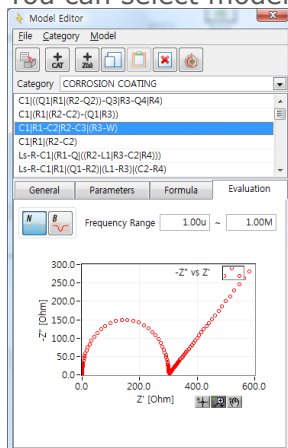 You can select model
Model Editor
File Category Model
CAT Z(ω)
Category CORROSION COATING
C1|((Q1|R1|(R2-Q2))-Q3|R3-Q4|R4)
C1|(R1|(R2-C2)-(Q1|R3))
C1|R1-C2|R2-C3|(R3-W)
C1|R1|(R2-C2)
Ls-R-C1|(R1-Q|((R2-L1|R3-C2|R4)))
Ls-R-C1|R1|(Q1-R2)|(L1-R3)|(C2-R4)
General Parameters Formula Evaluation
N B Frequency Range 1.00u ~ 1.00M
-Z" vs Z'
300.0
250.0
200.0
150.0
100.0
50.0
0.0
-Z" [Ohm]
0.0 200.0 400.0 600.0
Z' [Ohm]